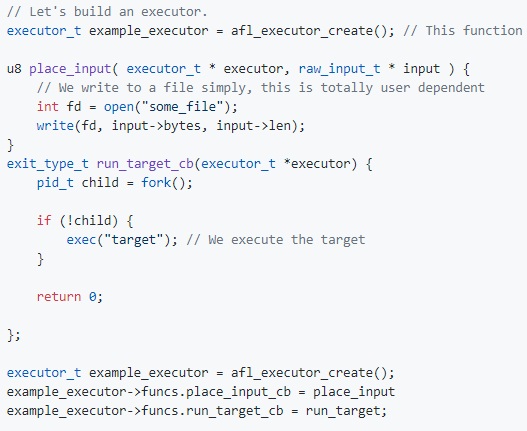 // Let's build an executor.
executor_t example_executor = afl_executor_create(); // This function
u8 place_input( executor_t * executor, raw_input_t * input ) {
// We write to a file simply, this is totally user dependent
int fd = open("some_file");
write(fd, input->bytes, input->len);
}
exit_type_t run_target_cb(executor_t *executor) {
pid_t child = fork();
if (!child) {
exec("target"); // We execute the target
}
return 0;
};
executor_t example_executor = afl_executor_create();
example_executor->funcs.place_input_cb = place_input
example_executor->funcs.run_target_cb = run_target;